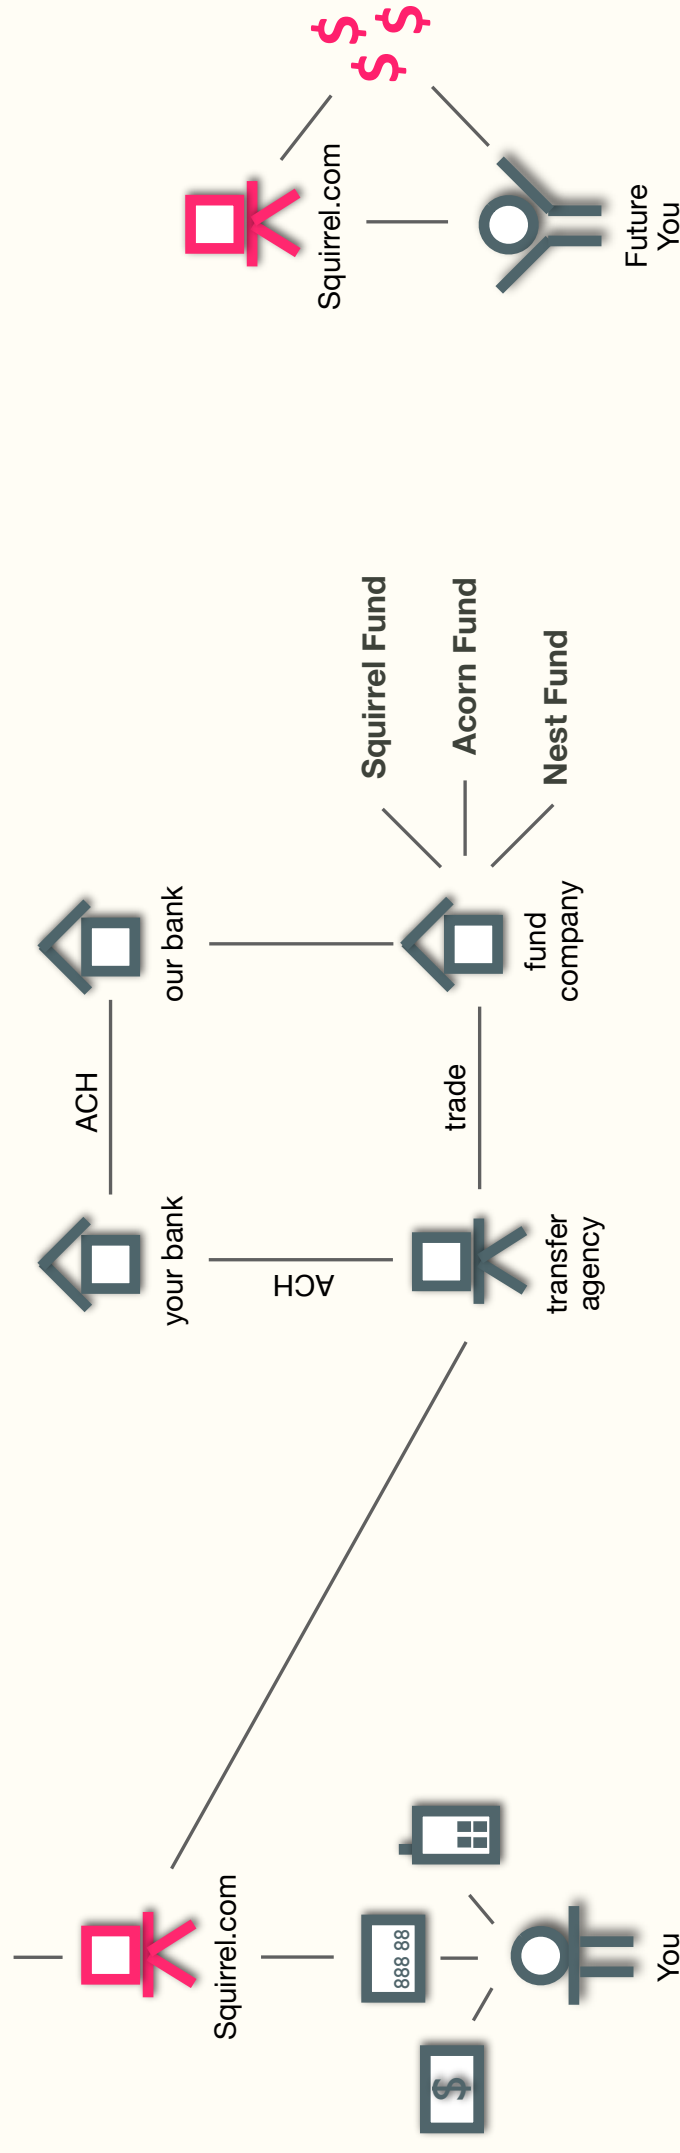 Squirrel.com
$
888 88
You
your bank
ACH
our bank
ACH
transfer
agency
trade
fund
company
Squirrel Fund
Acorn Fund
Nest Fund
Squirrel.com
$ $
$
Future
You